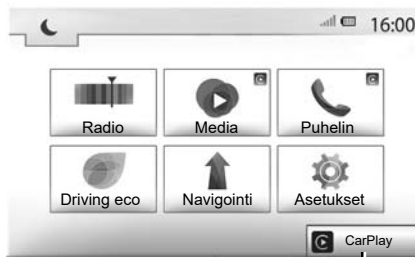 16:00
Radio Media Puhelin
Driving eco Navigointi Asetukset
CarPlay